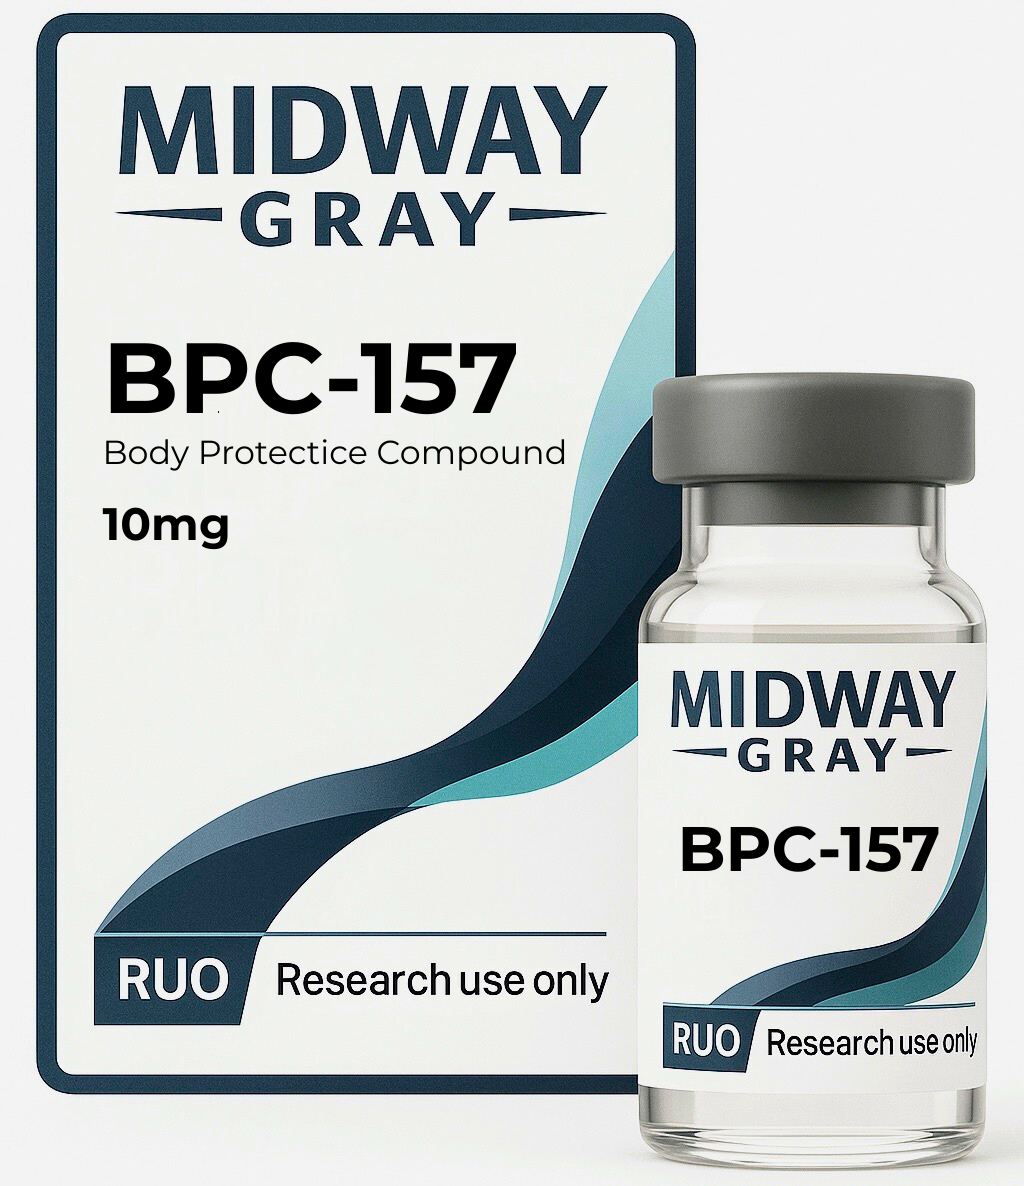 MIDWAY
GRAY
BPC-157
Body Protectice Compound
10mg
RUO Research use only
MIDWAY
GRAY
BPC-157
RUO Research use only